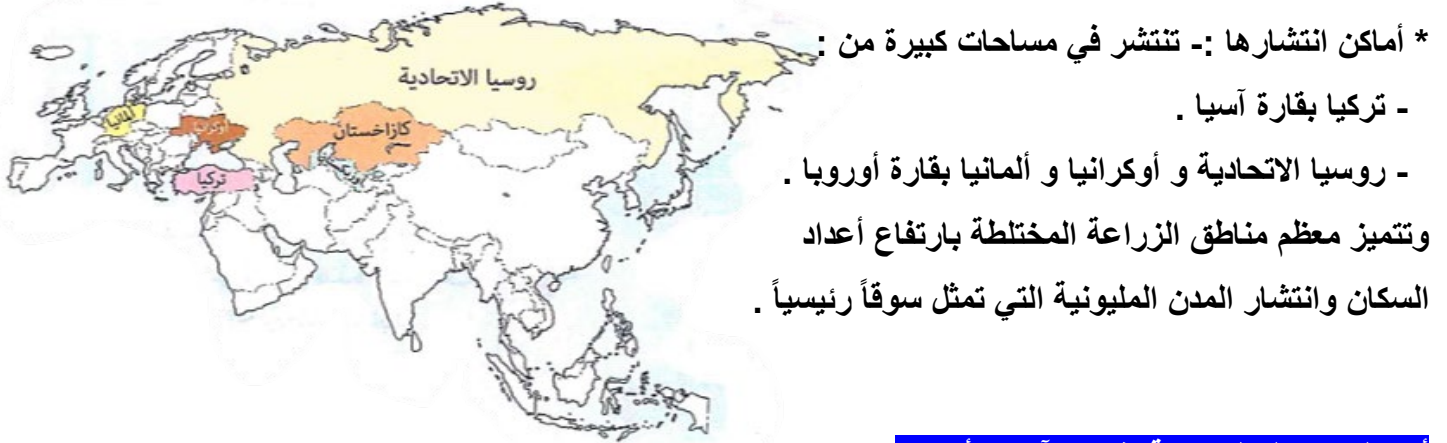 * أماكن انتشارها :- تنتشر في مساحات كبيرة من :
- تركيا بقارة آسيا .
- روسيا الاتحادية و أوكرانيا و ألمانيا بقارة أوروبا .
وتتميز معظم مناطق الزراعة المختلطة بارتفاع أعداد
السكان وانتشار المدن المليونية التي تمثل سوقاً رئيسياً .
روسيا الاتحادية
ألمانيا
أوكرانيا
كازاخستان
تركيا